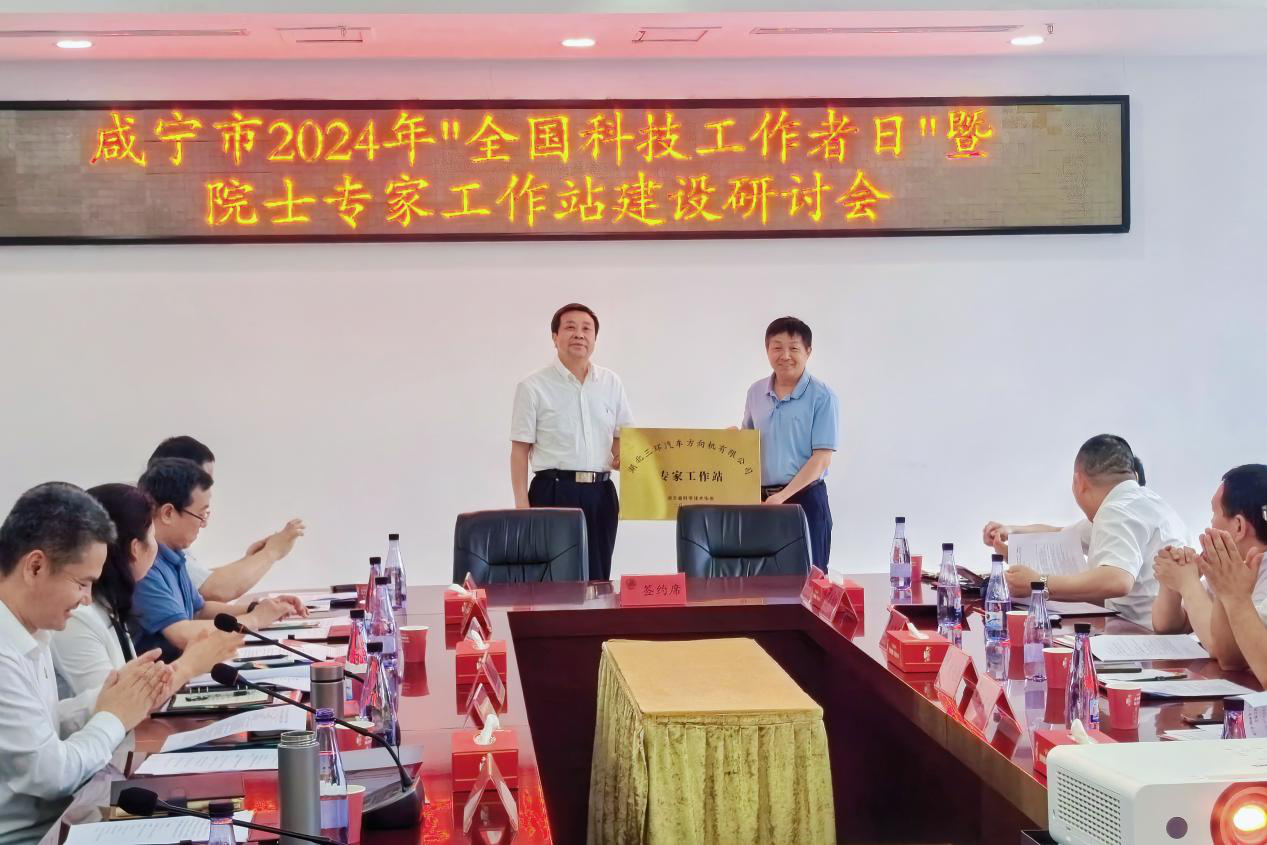 咸宁市2024年"全国科技工作者日"暨
院士专家工作站建设研讨会
湖北三环汽车方向机有限公司
专家工作站
签约席